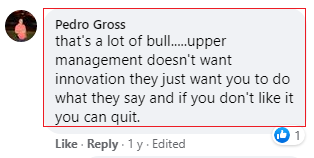 Pedro Gross
that's a lot of bull.....upper
management doesn't want
innovation they just want you to do
what they say and if you don't like it
you can quit.
1
Like · Reply · 1 y · Edited